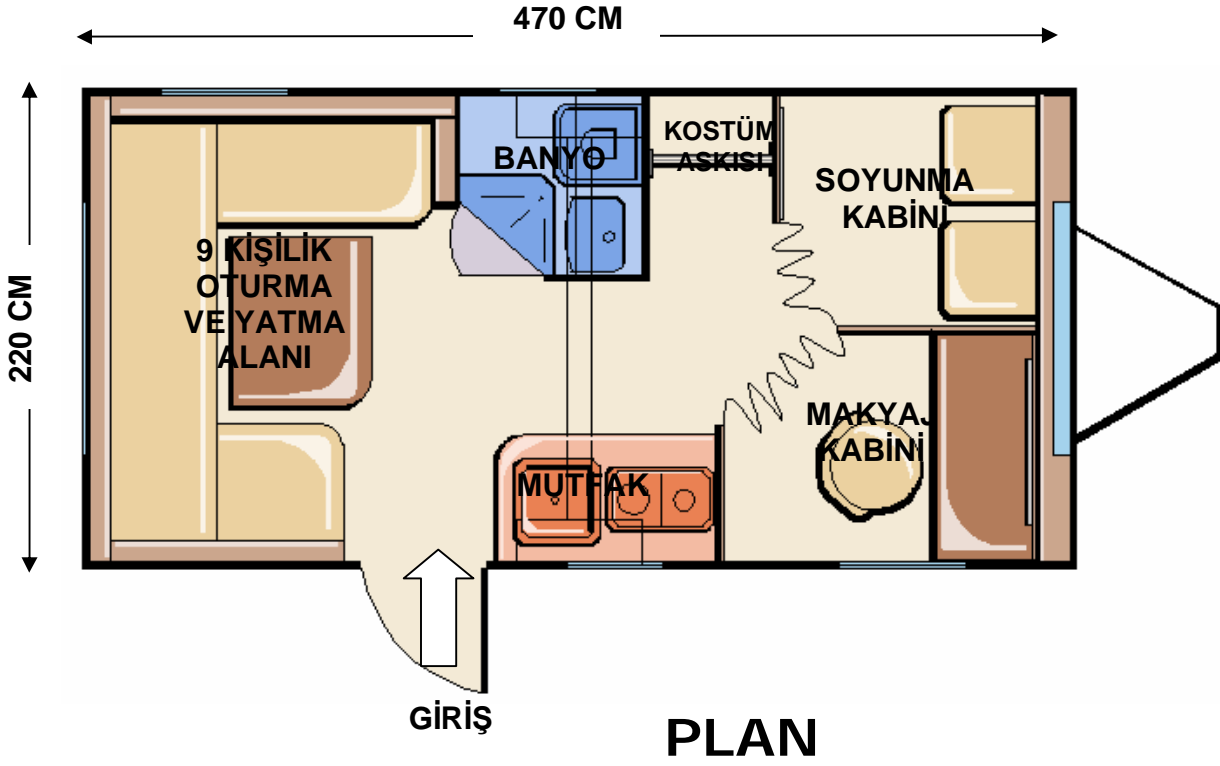 470 CM
220 CM
BANYO
KOSTÜM
ASKISI
SOYUNMA
KABİNİ
9 KİŞİLİK
OTURMA
VE YATMA
ALANI
MAKYAJ
KABİNİ
MUTFAK
GİRİŞ
PLAN